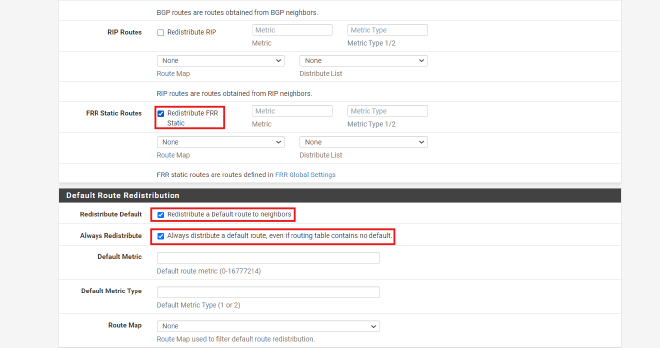 BGP routes are routes obtained from BGP neighbors.
RIP Routes Redistribute RIP Metric Metric Type
Metric Metric Type 1/2
None None
Route Map Distribute List
RIP routes are routes obtained from RIP neighbors.
FRR Static Routes Redistribute FRR Metric Metric Type
Static Metric Metric Type 1/2
None None
Route Map Distribute List
FRR static routes are routes defined in FRR Global Settings
Default Route Redistribution
Redistribute Default Redistribute a Default route to neighbors
Always Redistribute Always distribute a default route, even if routing table contains no default.
Default Metric
Default route metric (0-16777214)
Default Metric Type
Default Metric Type (1 or 2)
Route Map None
Route Map used to filter default route redistribution.